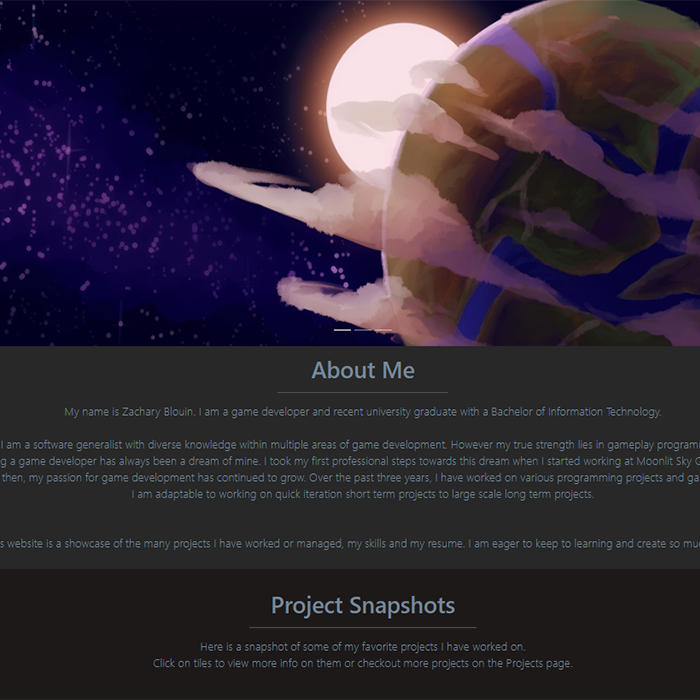 About Me
My name is Zachary Blouin. I am a game developer and recent university graduate with a Bachelor of Information Technology.
I am a software generalist with diverse knowledge within multiple areas of game development. However my true strength lies in gameplay
a game developer has always been a dream of mine. I took my first professional steps towards this dream when I started working at Moonlit Sky
then, my passion for game development has continued to grow. Over the past three years, I have worked on various programming projects and
I am adaptable to working on quick iteration short term projects to large scale long term projects.
website is a showcase of the many projects I have worked or managed, my skills and my resume. I am eager to keep to learning and create so
Project Snapshots
Here is a snapshot of some of my favorite projects I have worked on.
Click on tiles to view more info on them or checkout more projects on the Projects page.